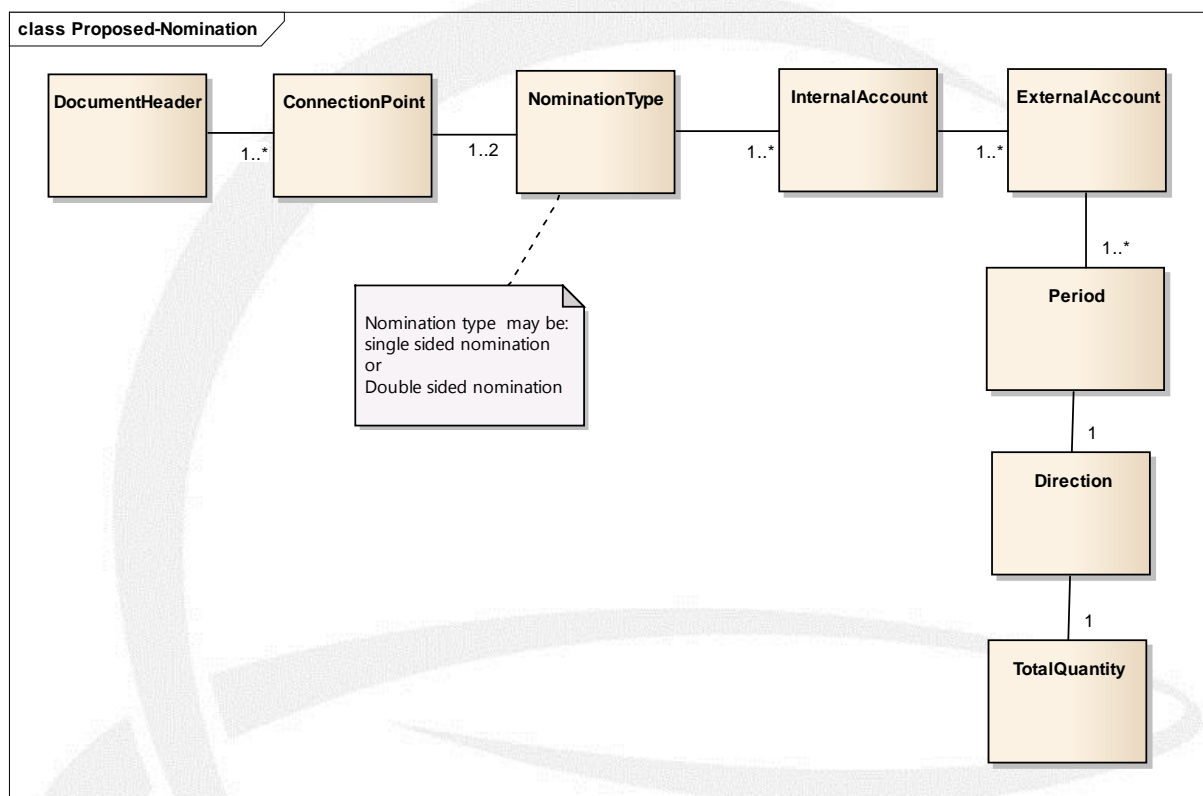 class Proposed-Nomination
DocumentHeader
ConnectionPoint
NominationType
InternalAccount
ExternalAccount
1..*
1..2
1..*
1..*
1..*
Nomination type  may be:
single sided nomination
or
Double sided nomination
Period
1
Direction
1
TotalQuantity